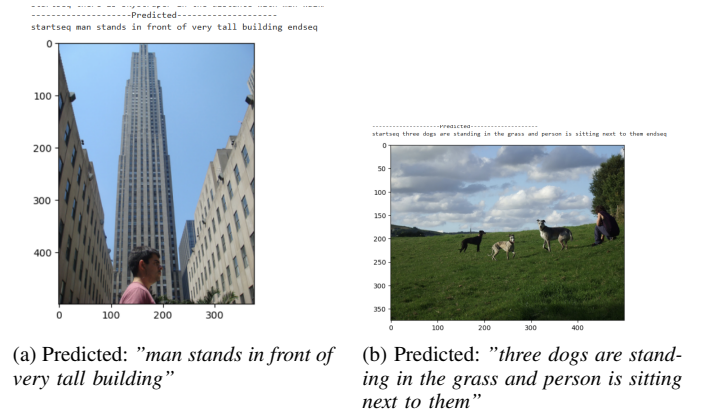 --------------------Predicted--------------------
startseq man stands in front of very tall building endseq
0
100
200
300
400
0 100 200 300
(a) Predicted: ”man stands in front of
very tall building”
--------------------Predicted--------------------
startseq three dogs are standing in the grass and person is sitting next to them endseq
0
50
100
150
200
250
300
350
0 100 200 300 400
(b) Predicted: ”three dogs are stand-
ing in the grass and person is sitting
next to them”